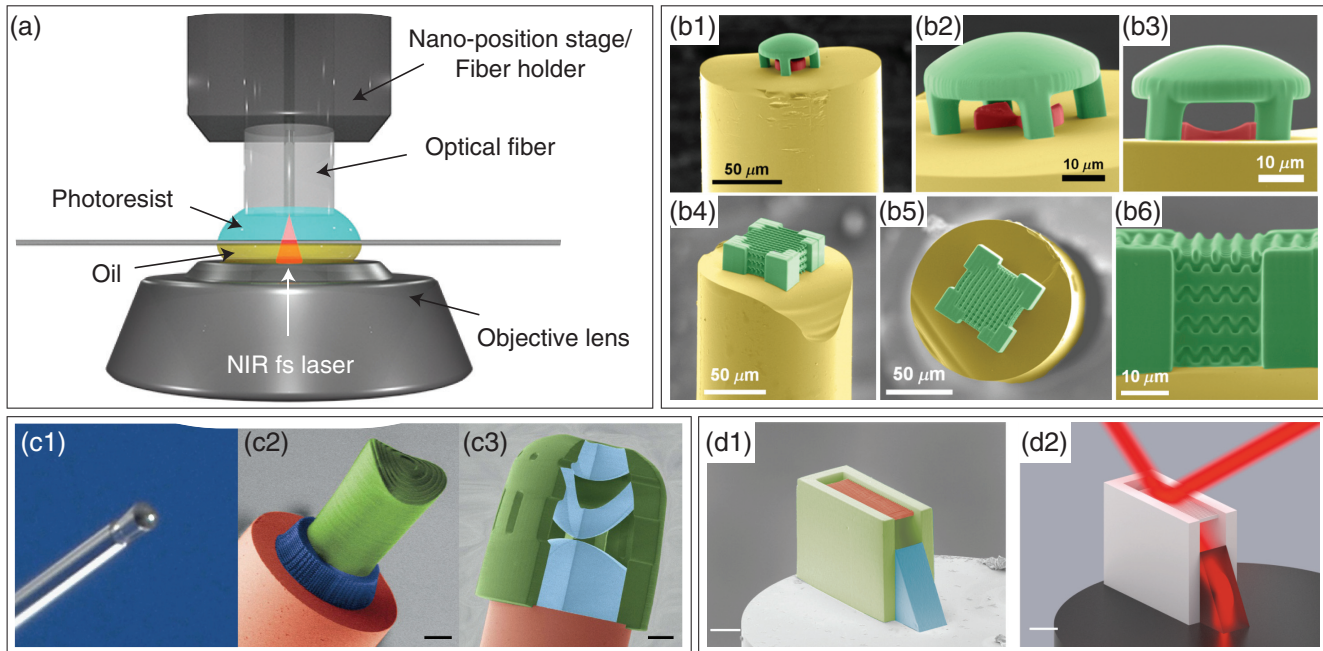 (a)
Nano-position stage/
Fiber holder
Optical fiber
Photoresist
Oil
Objective lens
NIR fs laser
(b1)
50 μm
(b2)
10 μm
(b3)
10 μm
(b4)
50 μm
(b5)
50 μm
(b6)
10 μm
(c1)
(c2)
(c3)
(d1)
(d2)